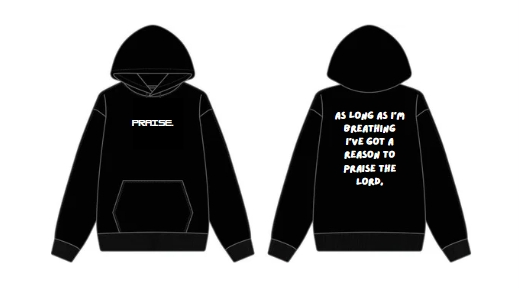 PRAISE
AS LONG AS I'M
BREATHING
I'VE GOT A
REASON TO
PRAISE THE
LORD.